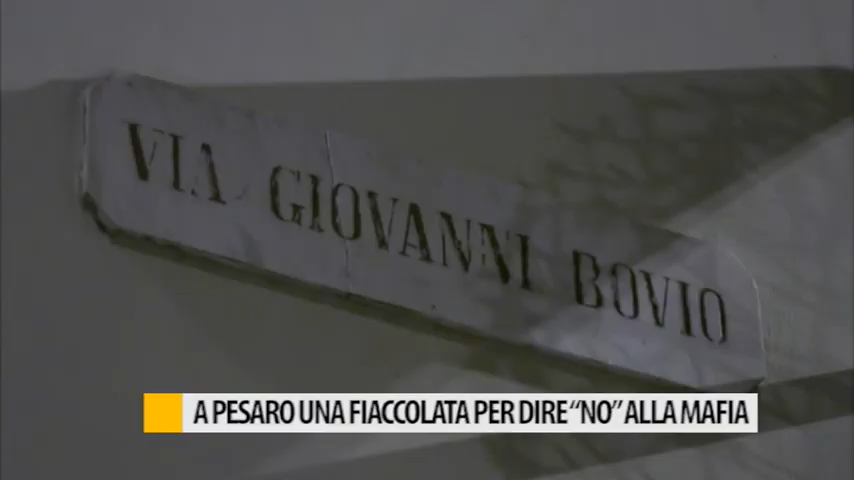 VIA GIOVANNI BOVIO
A PESARO UNA FIACCOLATA PER DIRE “NO” ALLA MAFIA